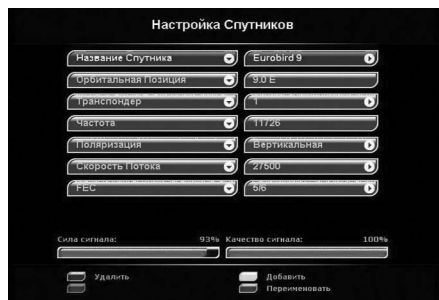 Настройка Спутников
Название Спутника Eurobird 9
Орбитальная Позиция 9.0 E
Транспондер 1
Частота 11726
Поляризация Вертикальная
Скорость Потока 27500
FEC 5/6
Сила сигнала: 93% Качество сигнала: 100%
Удалить Добавить
Переименовать